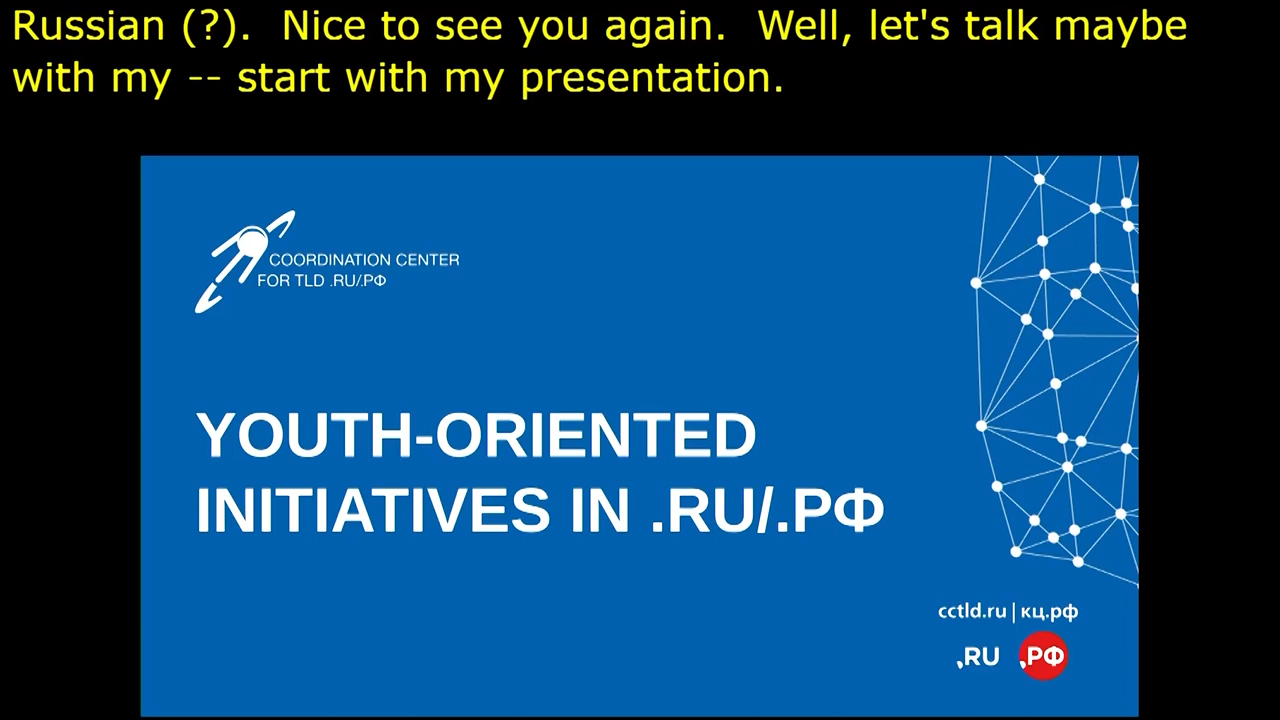 Russian (?).  Nice to see you again.  Well, let's talk maybe
with my -- start with my presentation.
COORDINATION CENTER
FOR TLD .RU/.РФ
YOUTH-ORIENTED
INITIATIVES IN .RU/.РФ
cctld.ru | кц.рф
.RU .РФ